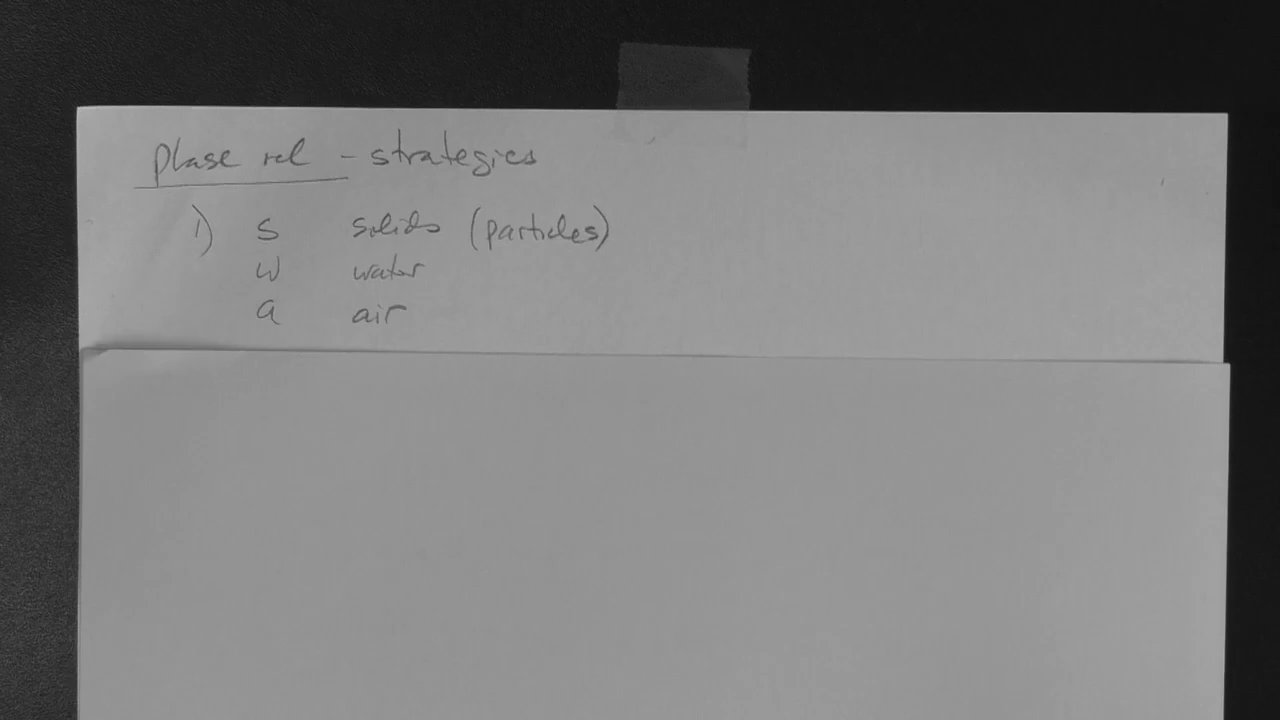 phase rel - strategies
1) s solids (particles)
w water
a air